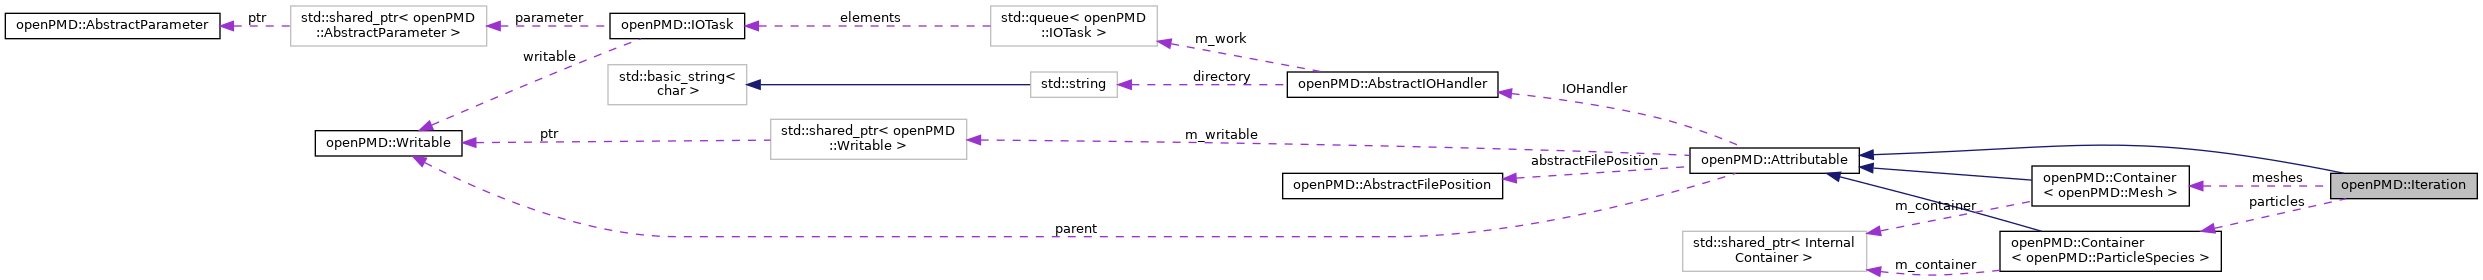 openPMD::AbstractParameter
ptr
std::shared_ptr< openPMD
::AbstractParameter >
parameter
openPMD::IOTask
elements
std::queue< openPMD
::IOTask >
m_work
writable
std::basic_string<
char >
std::string
directory
openPMD::AbstractIOHandler
IOHandler
openPMD::Writable
ptr
std::shared_ptr< openPMD
::Writable >
m_writable
abstractFilePosition
openPMD::AbstractFilePosition
openPMD::Attributable
parent
openPMD::Container
< openPMD::Mesh >
meshes
openPMD::Iteration
particles
m_container
std::shared_ptr< Internal
Container >
m_container
openPMD::Container
< openPMD::ParticleSpecies >